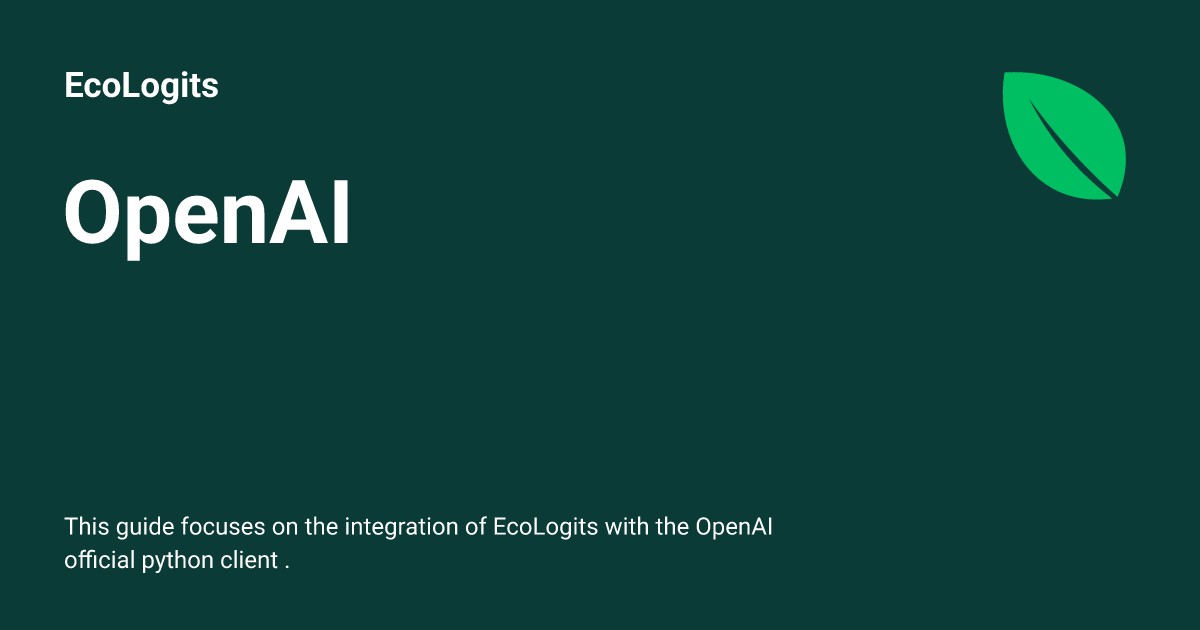 EcoLogits
OpenAI
This guide focuses on the integration of EcoLogits with the OpenAI
official python client .